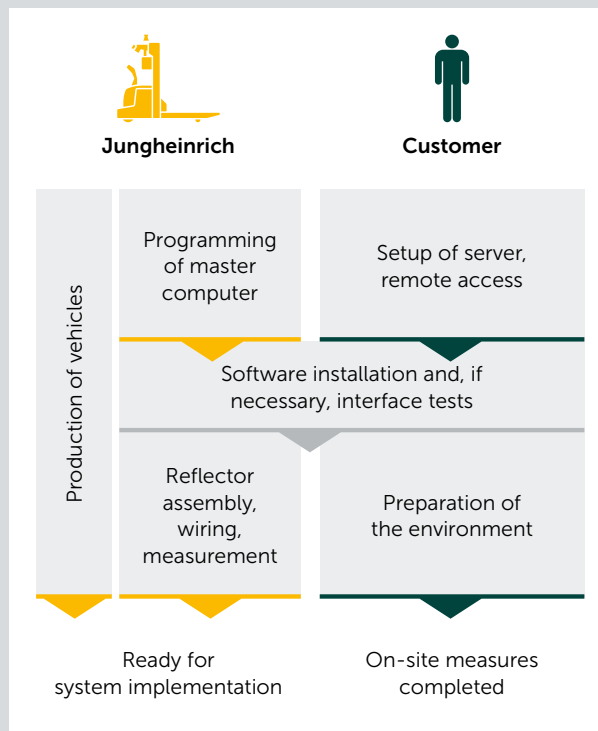 Jungheinrich
Customer
Production of vehicles
Programming
of master
computer
Setup of server,
remote access
Software installation and, if
necessary, interface tests
Reflector
assembly,
wiring,
measurement
Preparation of
the environment
Ready for
system implementation
On-site measures
completed